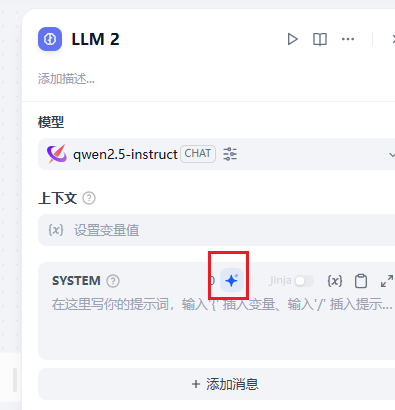 LLM 2
添加描述...
模型
qwen2.5-instruct CHAT
上下文
{x} 设置变量值
SYSTEM 0 Jinja {x}
在这里写你的提示词，输入'{' 插入变量、输入'/' 插入提示...
+ 添加消息